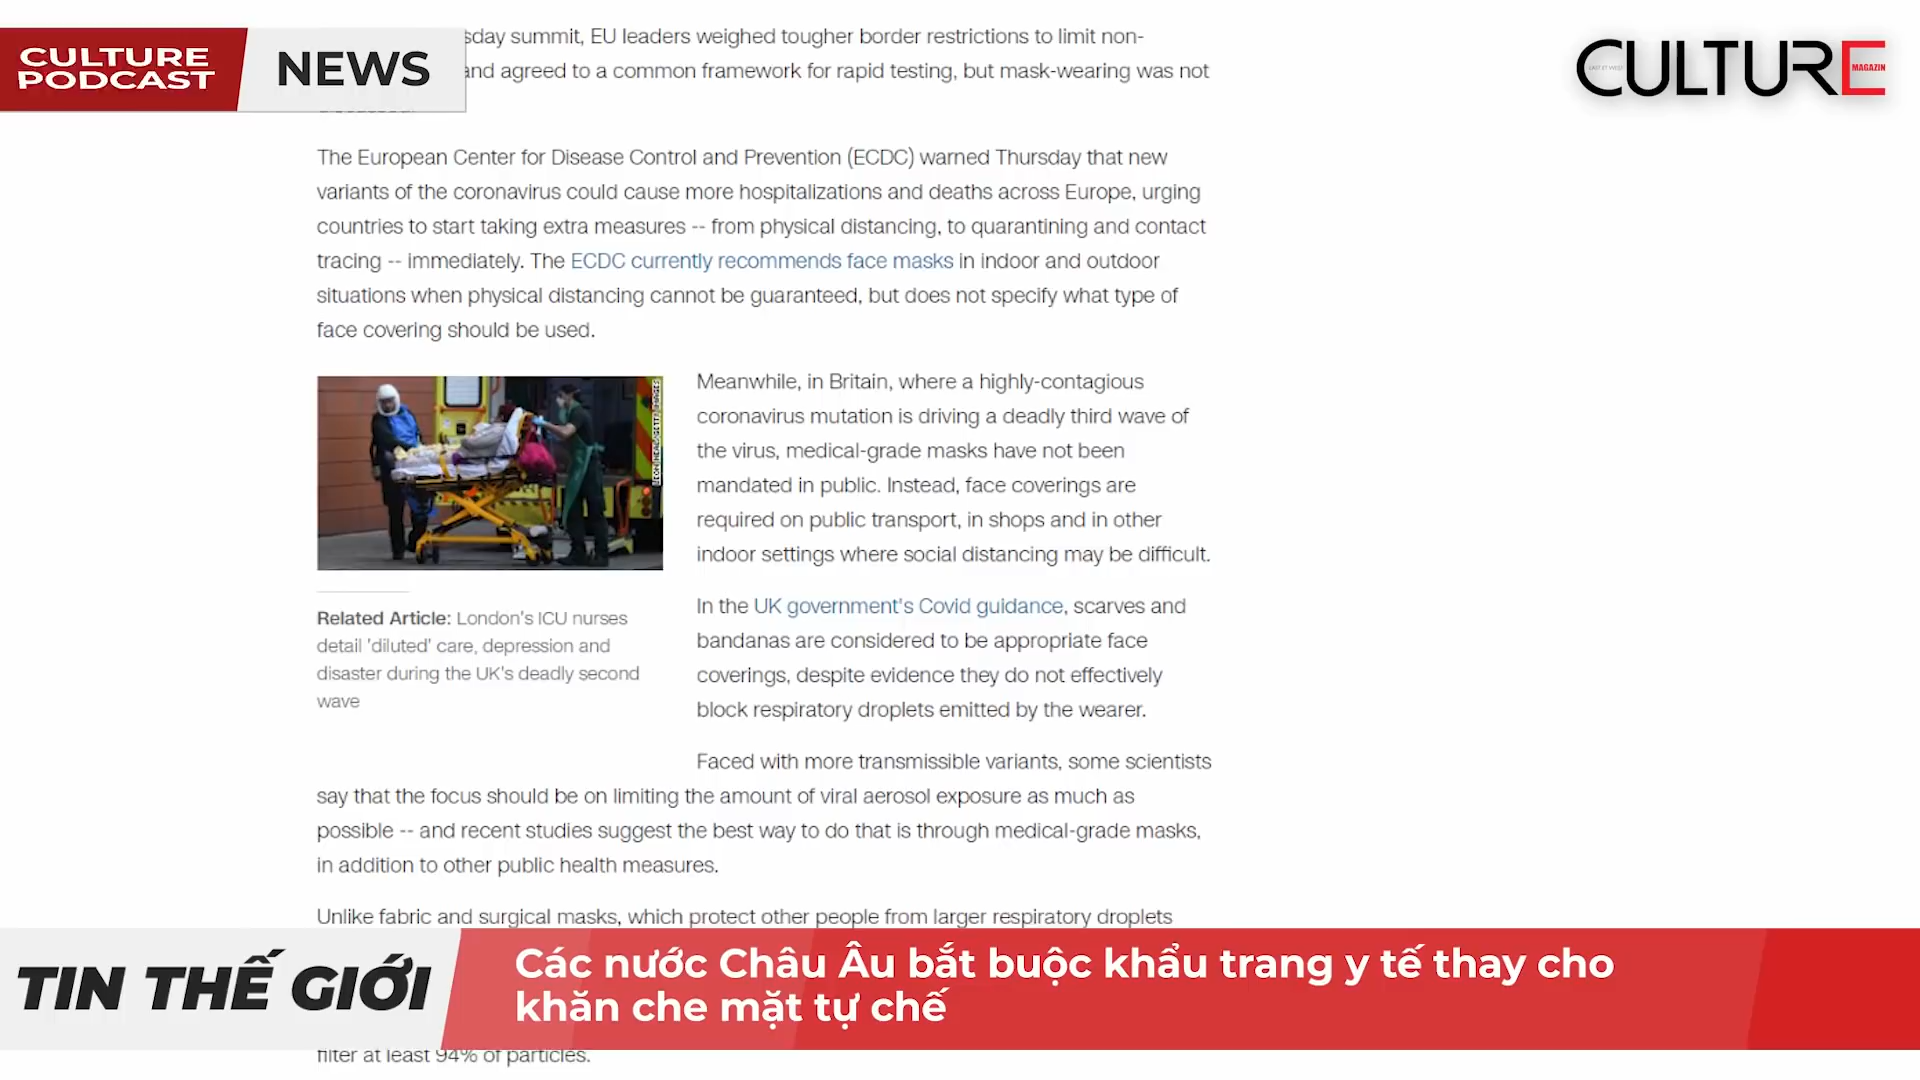 CULTURE
PODCAST
NEWS
CULTURE
MAGAZIN
sday summit, EU leaders weighed tougher border restrictions to limit non-
and agreed to a common framework for rapid testing, but mask-wearing was not
The European Center for Disease Control and Prevention (ECDC) warned Thursday that new
variants of the coronavirus could cause more hospitalizations and deaths across Europe, urging
countries to start taking extra measures -- from physical distancing, to quarantining and contact
tracing -- immediately. The ECDC currently recommends face masks in indoor and outdoor
situations when physical distancing cannot be guaranteed, but does not specify what type of
face covering should be used.
Meanwhile, in Britain, where a highly-contagious
coronavirus mutation is driving a deadly third wave of
the virus, medical-grade masks have not been
mandated in public. Instead, face coverings are
required on public transport, in shops and in other
indoor settings where social distancing may be difficult.
Related Article: London's ICU nurses
detail 'diluted' care, depression and
disaster during the UK's deadly second
wave
In the UK government's Covid guidance, scarves and
bandanas are considered to be appropriate face
coverings, despite evidence they do not effectively
block respiratory droplets emitted by the wearer.
Faced with more transmissible variants, some scientists
say that the focus should be on limiting the amount of viral aerosol exposure as much as
possible -- and recent studies suggest the best way to do that is through medical-grade masks,
in addition to other public health measures.
Unlike fabric and surgical masks, which protect other people from larger respiratory droplets
TIN THẾ GIỚI
Các nước Châu Âu bắt buộc khẩu trang y tế thay cho
khăn che mặt tự chế
filter at least 94% of particles.